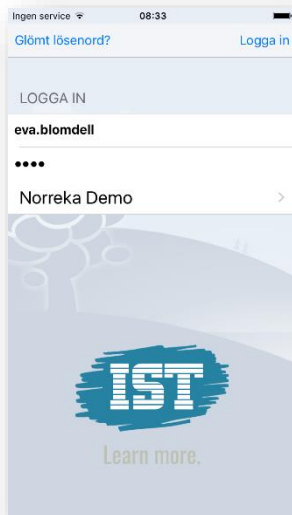 Ingen service 08:33
Glömt lösenord? Logga in
LOGGA IN
eva.blomdell
••••
Norreka Demo
IST
Learn more.